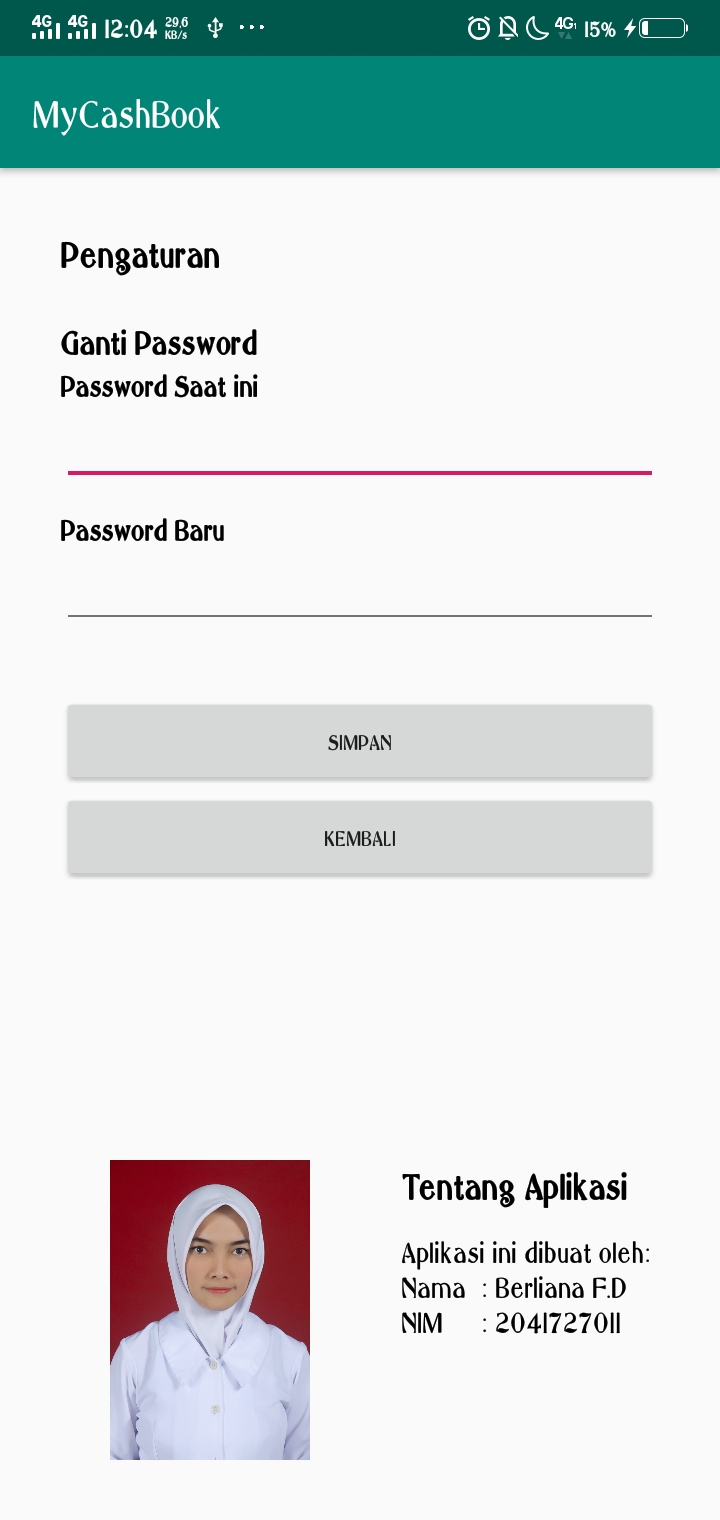 4G 4G 12:04 29,6 KB/s 4G 15%
MyCashBook
Pengaturan
Ganti Password
Password Saat ini
Password Baru
SIMPAN
KEMBALI
Tentang Aplikasi
Aplikasi ini dibuat oleh:
Nama : Berliana F.D
NIM : 2041727011